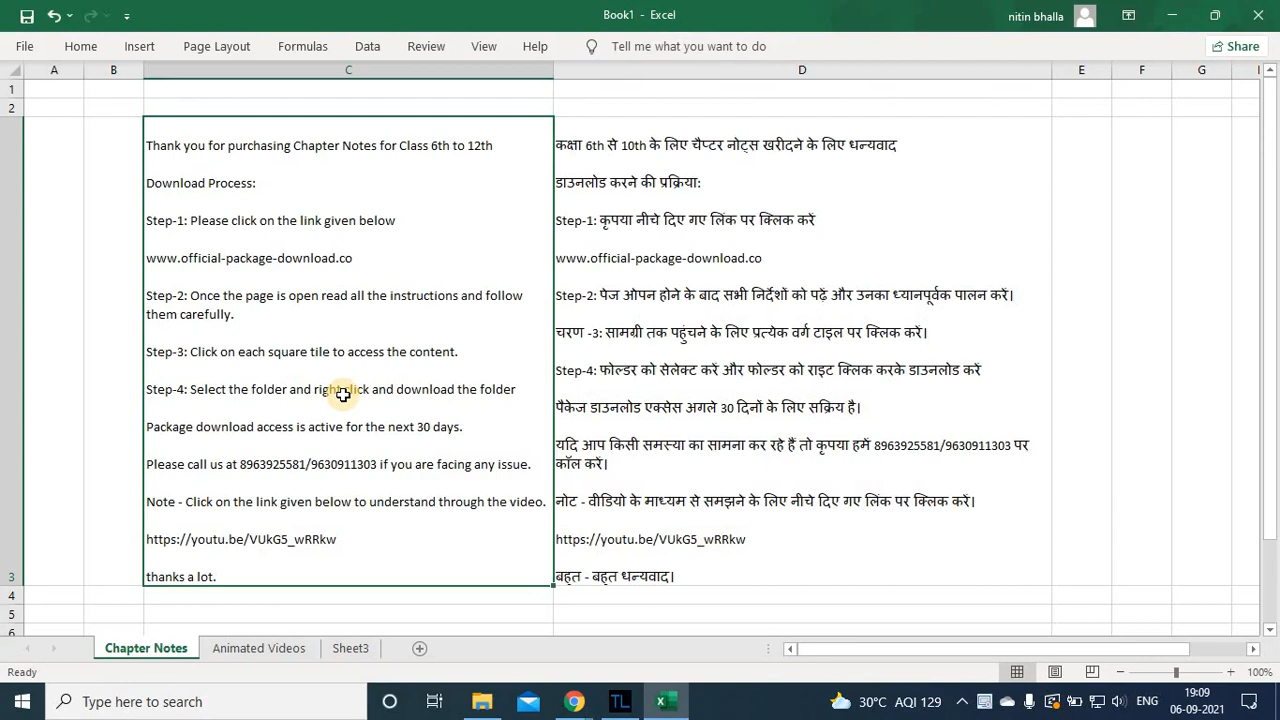 Book1 - Excel
nitin bhalla
File Home Insert Page Layout Formulas Data Review View Help Tell me what you want to do Share
A B C D E F G
1
2
Thank you for purchasing Chapter Notes for Class 6th to 12th
Download Process:
Step-1: Please click on the link given below
www.official-package-download.co
Step-2: Once the page is open read all the instructions and follow
them carefully.
Step-3: Click on each square tile to access the content.
Step-4: Select the folder and right click and download the folder
Package download access is active for the next 30 days.
Please call us at 8963925581/9630911303 if you are facing any issue.
Note - Click on the link given below to understand through the video.
https://youtu.be/VUkG5_wRRkw
thanks a lot.
कक्षा 6th से 10th के लिए चैप्टर नोट्स खरीदने के लिए धन्यवाद
डाउनलोड करने की प्रक्रिया:
Step-1: कृपया नीचे दिए गए लिंक पर क्लिक करें
www.official-package-download.co
Step-2: पेज ओपन होने के बाद सभी निर्देशों को पढ़ें और उनका ध्यानपूर्वक पालन करें।
चरण -3: सामग्री तक पहुंचने के लिए प्रत्येक वर्ग टाइल पर क्लिक करें।
Step-4: फोल्डर को सेलेक्ट करें और फोल्डर को राइट क्लिक करके डाउनलोड करें
पैकेज डाउनलोड एक्सेस अगले 30 दिनों के लिए सक्रिय है।
यदि आप किसी समस्या का सामना कर रहे हैं तो कृपया हमें 8963925581/9630911303 पर
कॉल करें।
नोट - वीडियो के माध्यम से समझने के लिए नीचे दिए गए लिंक पर क्लिक करें।
https://youtu.be/VUkG5_wRRkw
बहुत - बहुत धन्यवाद।
3
4
5
6
Chapter Notes Animated Videos Sheet3
Ready
100%
Type here to search
TL
30°C AQI 129
ENG
19:09
06-09-2021